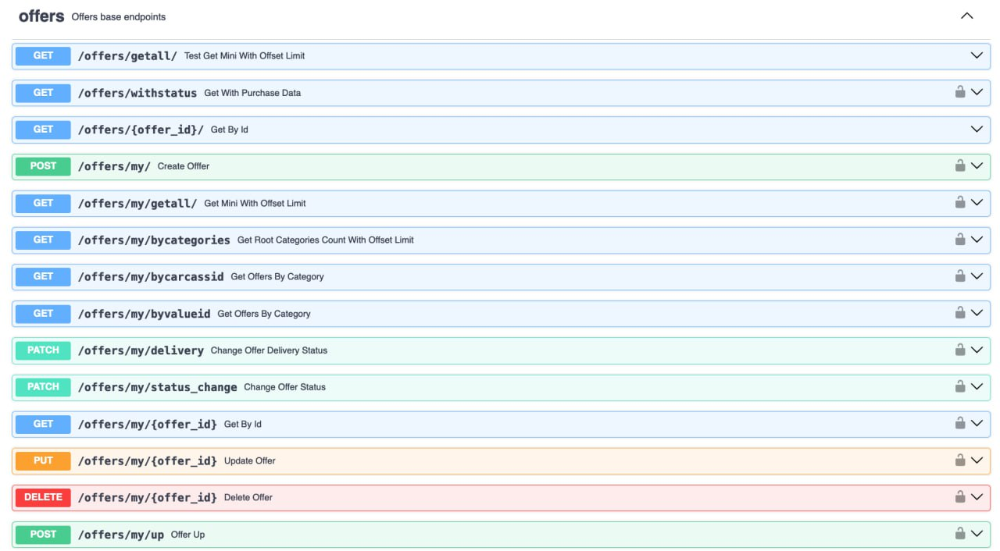 offers Offers base endpoints
GET /offers/getall/ Test Get Mini With Offset Limit
GET /offers/withstatus Get With Purchase Data
GET /offers/{offer_id}/ Get By Id
POST /offers/my/ Create Offfer
GET /offers/my/getall/ Get Mini With Offset Limit
GET /offers/my/bycategories Get Root Categories Count With Offset Limit
GET /offers/my/bycarcassid Get Offers By Category
GET /offers/my/byvalueid Get Offers By Category
PATCH /offers/my/delivery Change Offer Delivery Status
PATCH /offers/my/status_change Change Offer Status
GET /offers/my/{offer_id} Get By Id
PUT /offers/my/{offer_id} Update Offer
DELETE /offers/my/{offer_id} Delete Offer
POST /offers/my/up Offer Up